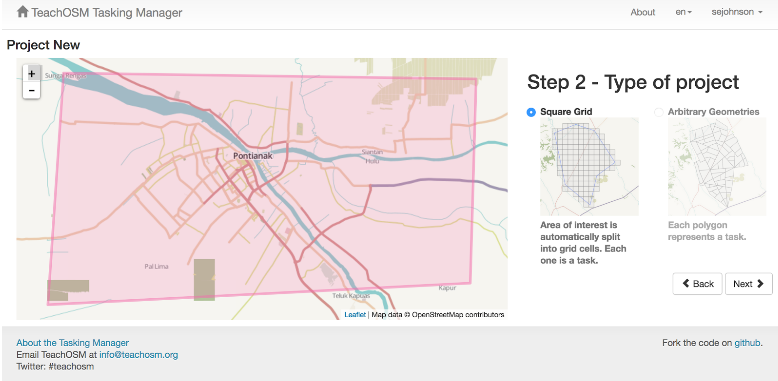 TeachOSM Tasking Manager
About
en
sejohnson
Project New
+
-
Sungai Rengas
Pontianak
Siantan
Hulu
Pal Lima
Teluk Kapuas
Kapur
Leaflet | Map data © OpenStreetMap contributors
Step 2 - Type of project
Square Grid
Area of interest is
automatically split
into grid cells. Each
one is a task.
Arbitrary Geometries
Each polygon
represents a task.
Back
Next
About the Tasking Manager
Email TeachOSM at info@teachosm.org
Twitter: #teachosm
Fork the code on github.